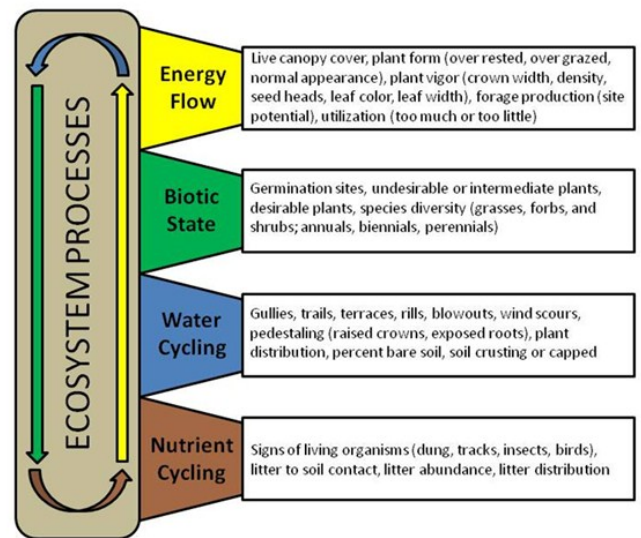 ECOSYSTEM PROCESSES
Energy
Flow
Live canopy cover, plant form (over rested, over grazed,
normal appearance), plant vigor (crown width, density,
seed heads, leaf color, leaf width), forage production (site
potential), utilization (too much or too little)
Biotic
State
Germination sites, undesirable or intermediate plants,
desirable plants, species diversity (grasses, forbs, and
shrubs; annuals, biennials, perennials)
Water
Cycling
Gullies, trails, terraces, rills, blowouts, wind scours,
pedestaling (raised crowns, exposed roots), plant
distribution, percent bare soil, soil crusting or capped
Nutrient
Cycling
Signs of living organisms (dung, tracks, insects, birds),
litter to soil contact, litter abundance, litter distribution